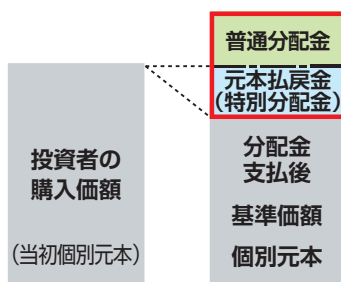 普通分配金
元本払戻金
(特別分配金)
投資者の
購入価額
(当初個別元本)
分配金
支払後
基準価額
個別元本